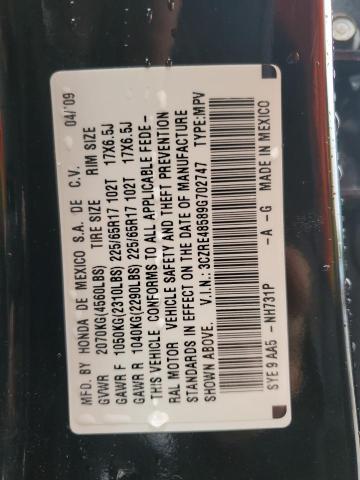 MFD. BY HONDA DE MEXICO S.A. DE C.V. 04/'09
GVWR 2070KG(4560LBS) TIRE SIZE RIM SIZE
GAWR F 1050KG(2310LBS) 225/65R17 102T 17X6.5J
GAWR R 1040KG(2290LBS) 225/65R17 102T 17X6.5J
THIS VEHICLE CONFORMS TO ALL APPLICABLE FEDE-
RAL MOTOR VEHICLE SAFETY AND THEFT PREVENTION
STANDARDS IN EFFECT ON THE DATE OF MANUFACTURE
SHOWN ABOVE. V.I.N.: 3CZRE48589G702747 TYPE:MPV
SYE 9 AA5 -NH731P -A -G MADE IN MEXICO